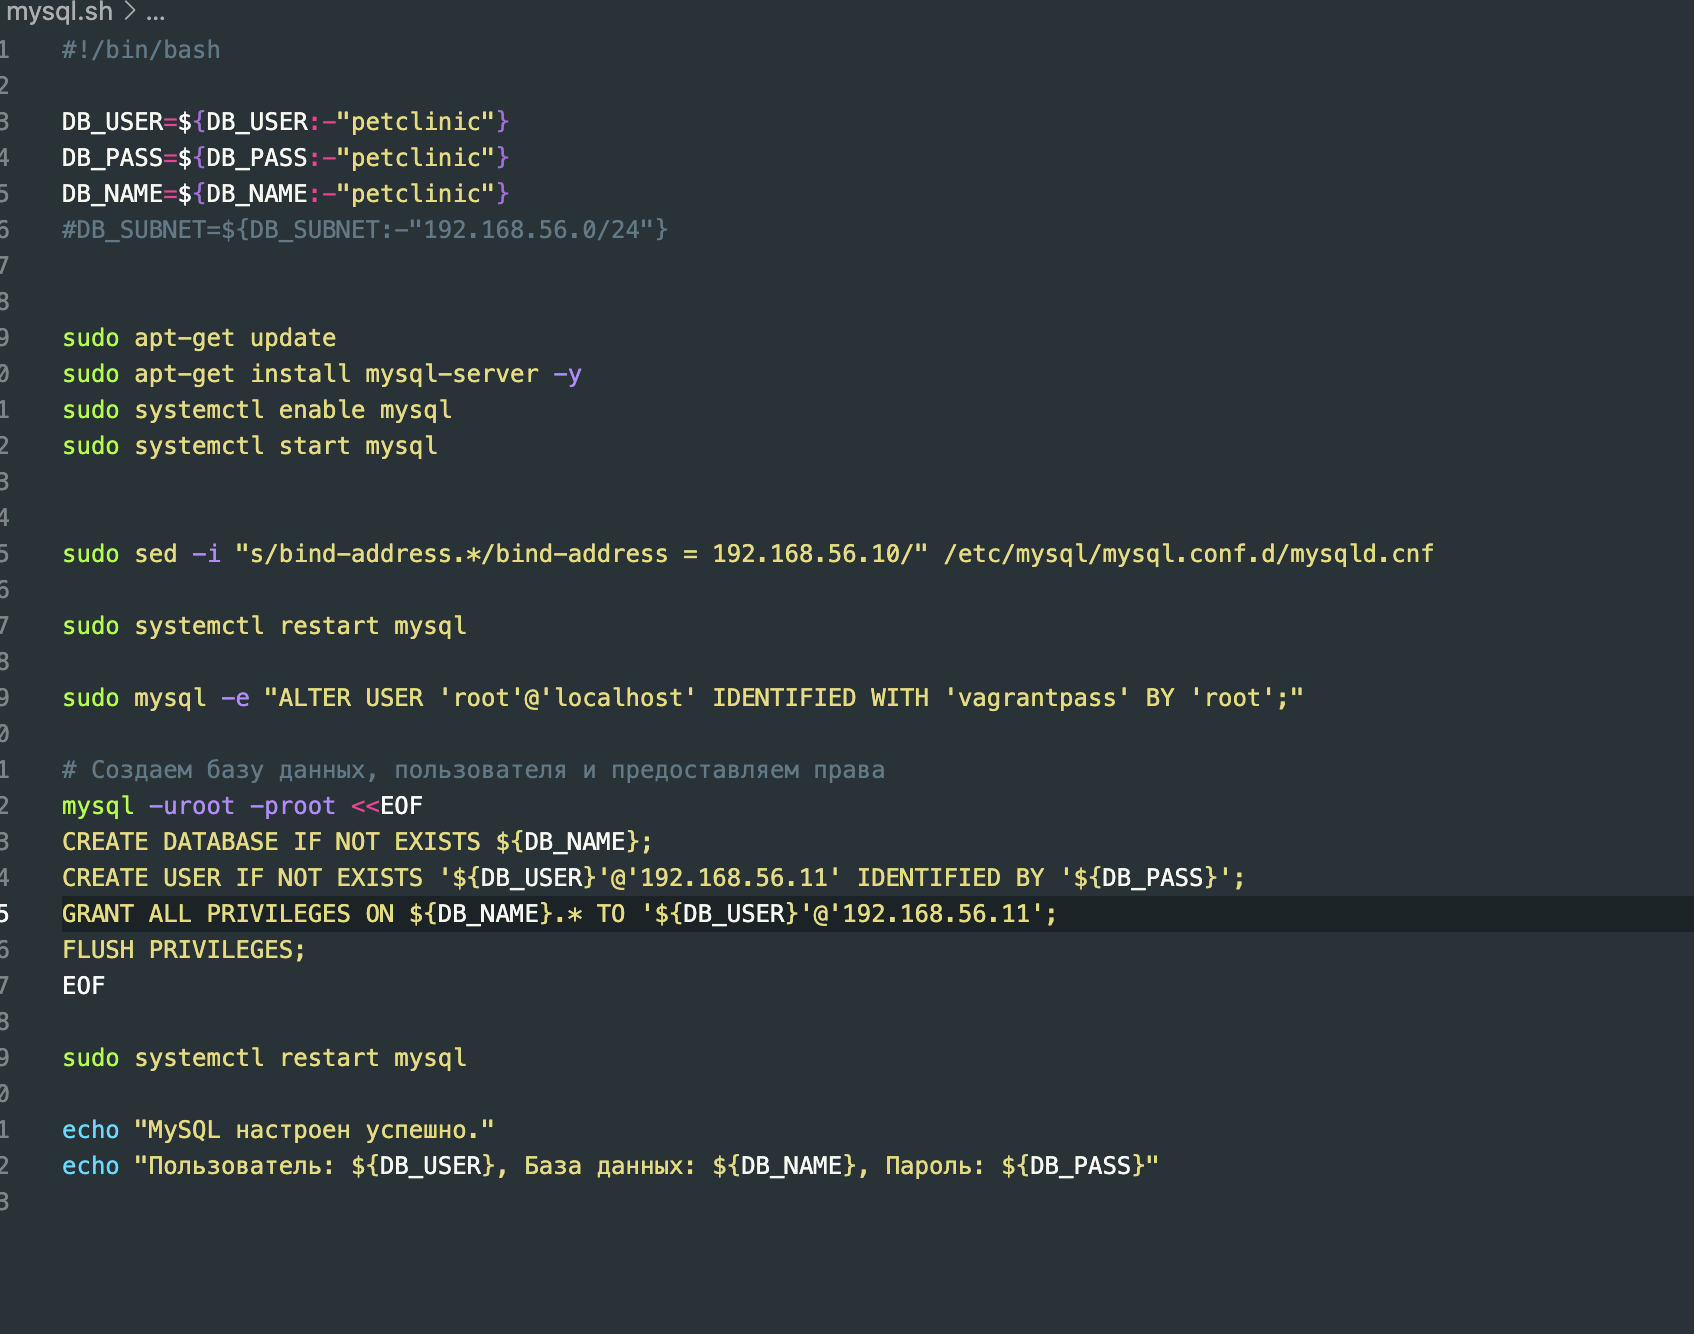 mysql.sh > ...
1 #!/bin/bash
2
3 DB_USER=${DB_USER:-"petclinic"}
4 DB_PASS=${DB_PASS:-"petclinic"}
5 DB_NAME=${DB_NAME:-"petclinic"}
6 #DB_SUBNET=${DB_SUBNET:-"192.168.56.0/24"}
7
8
9 sudo apt-get update
0 sudo apt-get install mysql-server -y
1 sudo systemctl enable mysql
2 sudo systemctl start mysql
3
4
5 sudo sed -i "s/bind-address.*/bind-address = 192.168.56.10/" /etc/mysql/mysql.conf.d/mysqld.cnf
6
7 sudo systemctl restart mysql
8
9 sudo mysql -e "ALTER USER 'root'@'localhost' IDENTIFIED WITH 'vagrantpass' BY 'root';"
0
1 # Создаем базу данных, пользователя и предоставляем права
2 mysql -uroot -proot <<EOF
3 CREATE DATABASE IF NOT EXISTS ${DB_NAME};
4 CREATE USER IF NOT EXISTS '${DB_USER}'@'192.168.56.11' IDENTIFIED BY '${DB_PASS}';
5 GRANT ALL PRIVILEGES ON ${DB_NAME}.* TO '${DB_USER}'@'192.168.56.11';
6 FLUSH PRIVILEGES;
7 EOF
8
9 sudo systemctl restart mysql
0
1 echo "MySQL настроен успешно."
2 echo "Пользователь: ${DB_USER}, База данных: ${DB_NAME}, Пароль: ${DB_PASS}"
3